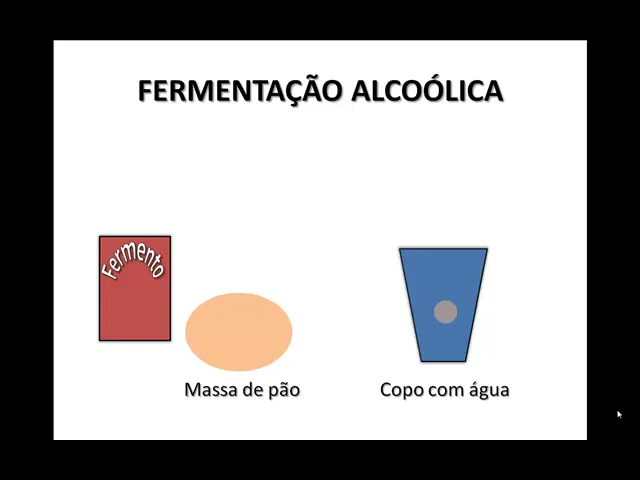 FERMENTAÇÃO ALCOÓLICA
Fermento
Massa de pão
Copo com água